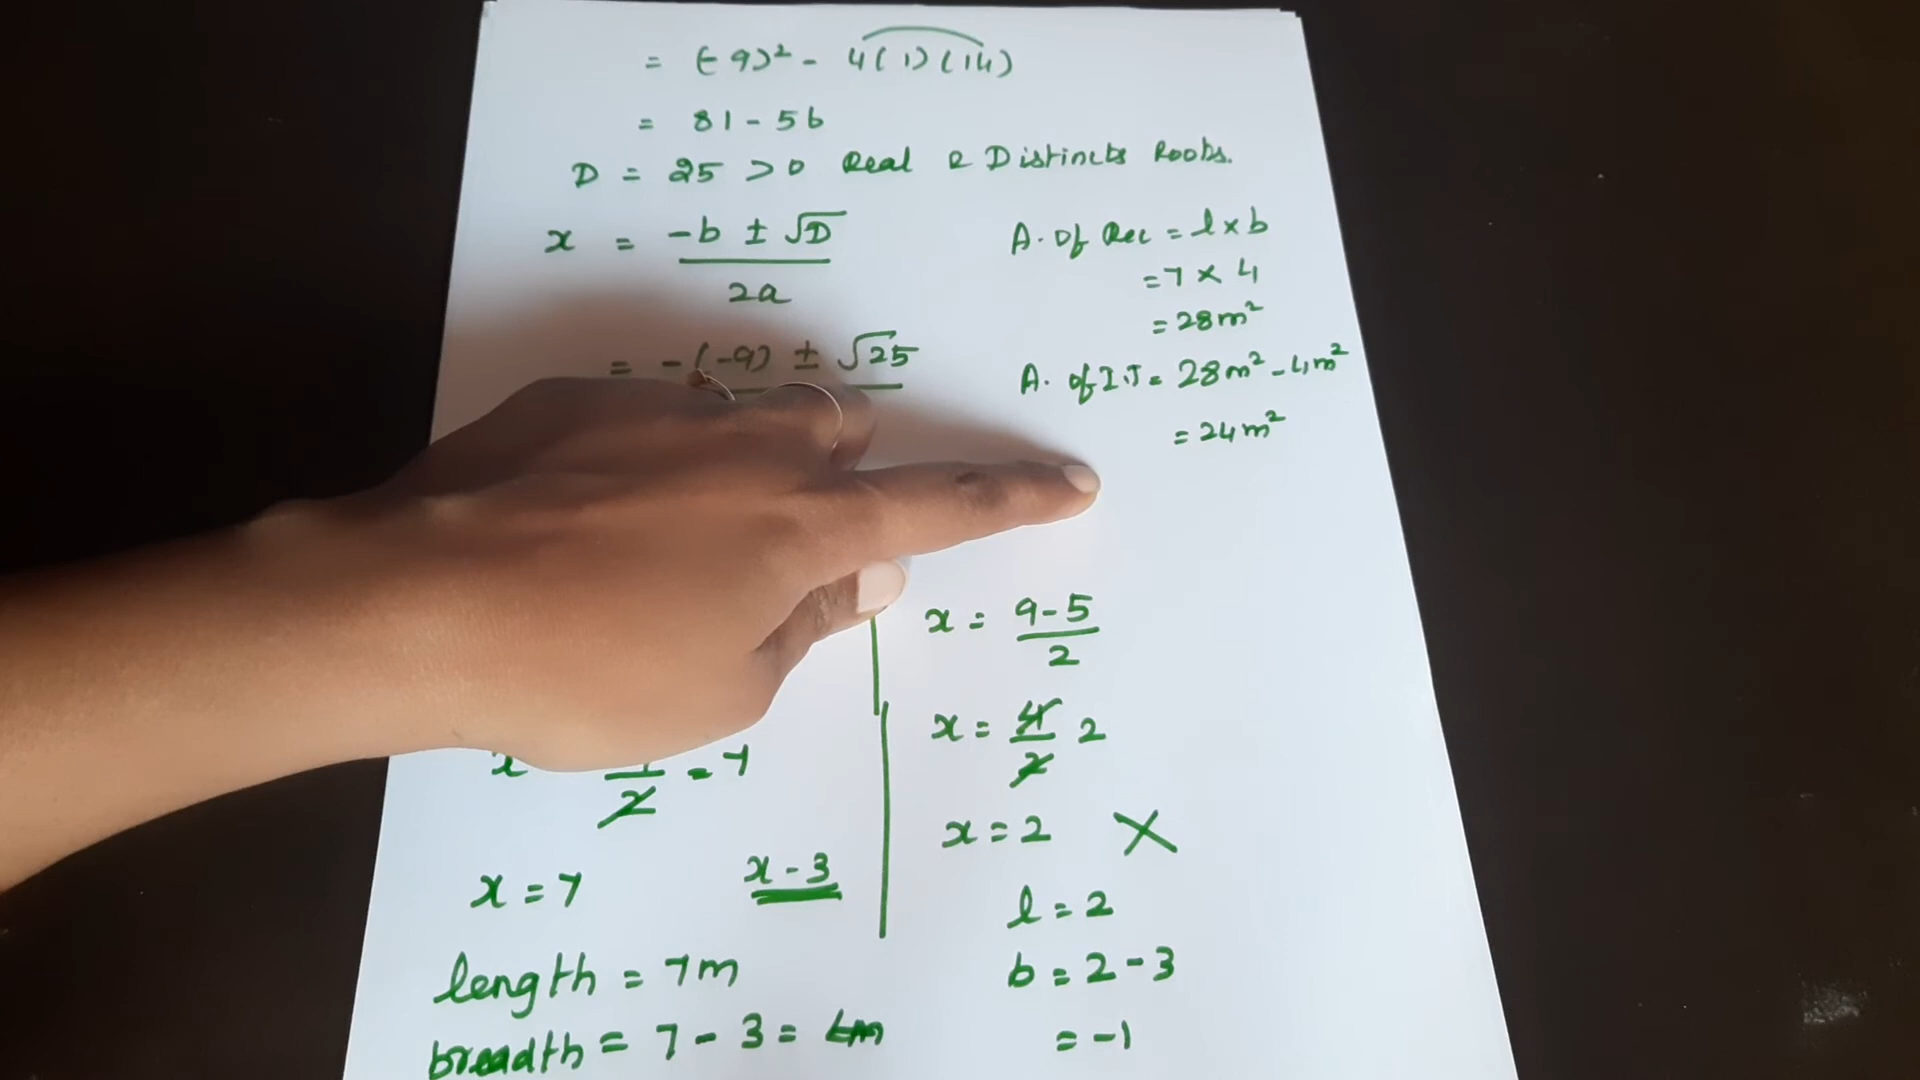 = (-9)² - 4(1)(14)
= 81 - 56
D = 25 > 0 Real & Distincts Roots.
x = -b ± √D
2a
= -(-9) ± √25
A. Of Rec = l × b
= 7 × 4
= 28m²
A. of I.T = 28m² - 4m²
= 24m²
x = 9-5
2
x = 4 2
2
x = 2 X
l = 2
b = 2 - 3
= -1
2 = 7
x = 7
x - 3
length = 7m
breadth = 7 - 3 = 4m